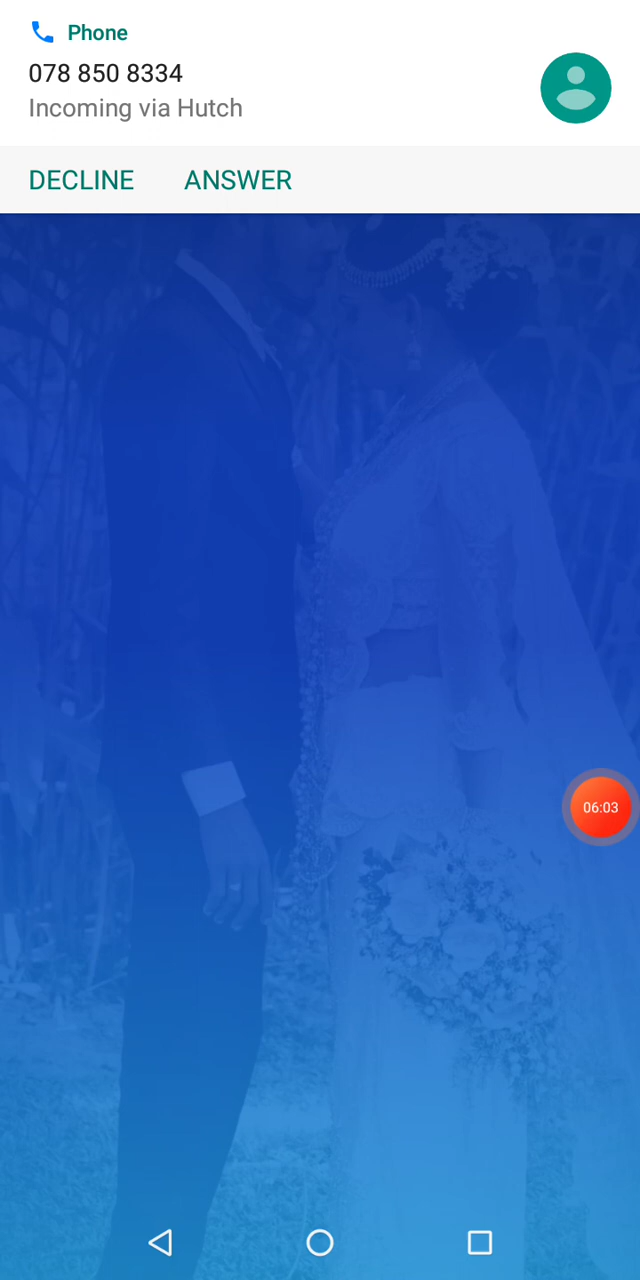 Phone
078 850 8334
Incoming via Hutch
DECLINE ANSWER
06:03